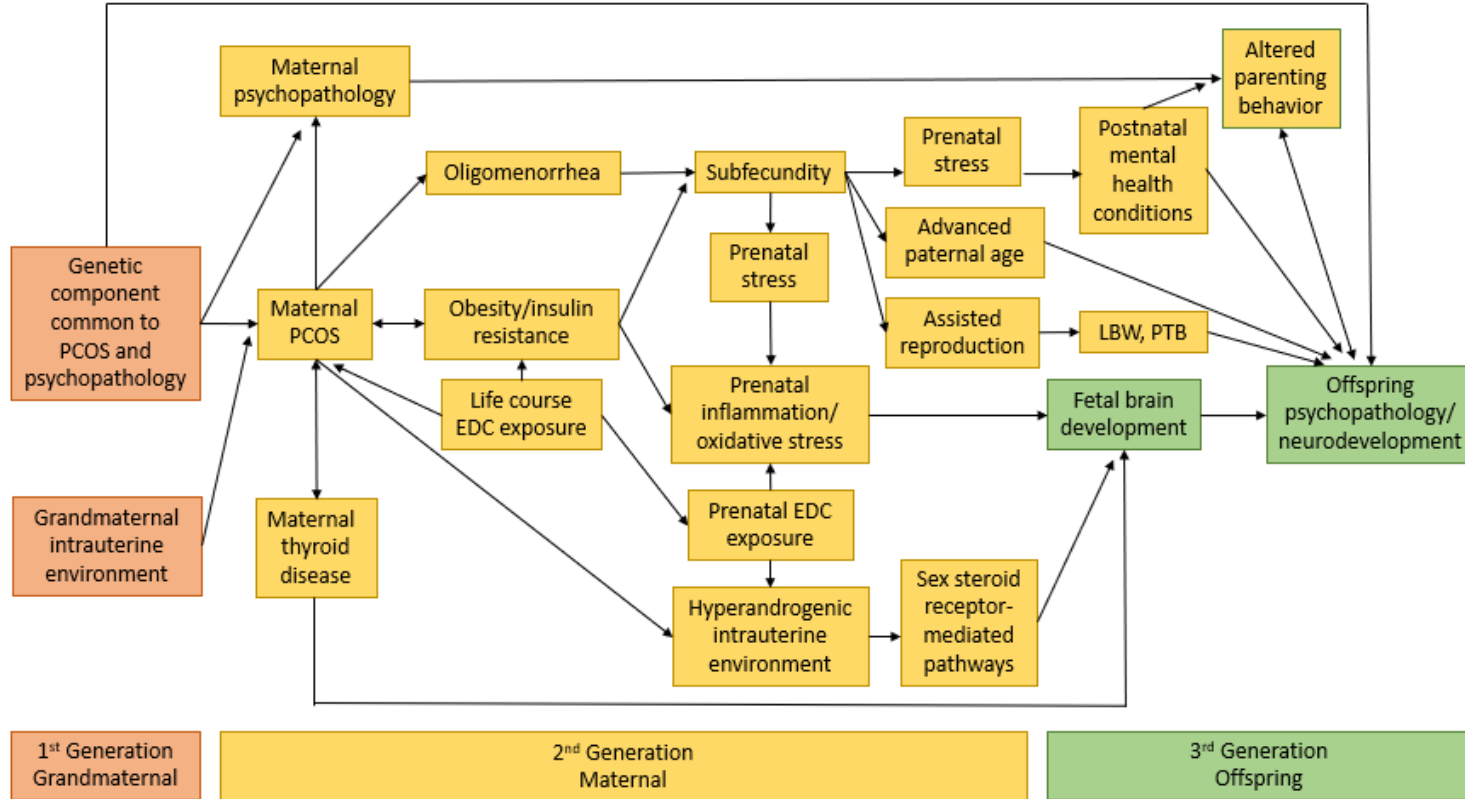 Maternal
psychopathology
Altered
parenting
behavior
Prenatal
stress
Postnatal
mental
health
conditions
Oligomenorrhea
Subfecundity
Advanced
paternal age
Prenatal
stress
Genetic
component
common to
PCOS and
psychopathology
Maternal
PCOS
Obesity/insulin
resistance
Assisted
reproduction
LBW, PTB
Life course
EDC exposure
Prenatal
inflammation/
oxidative stress
Fetal brain
development
Offspring
psychopathology/
neurodevelopment
Grandmaternal
intrauterine
environment
Maternal
thyroid
disease
Prenatal EDC
exposure
Hyperandrogenic
intrauterine
environment
Sex steroid
receptor-
mediated
pathways
1st Generation
Grandmaternal
2nd Generation
Maternal
3rd Generation
Offspring